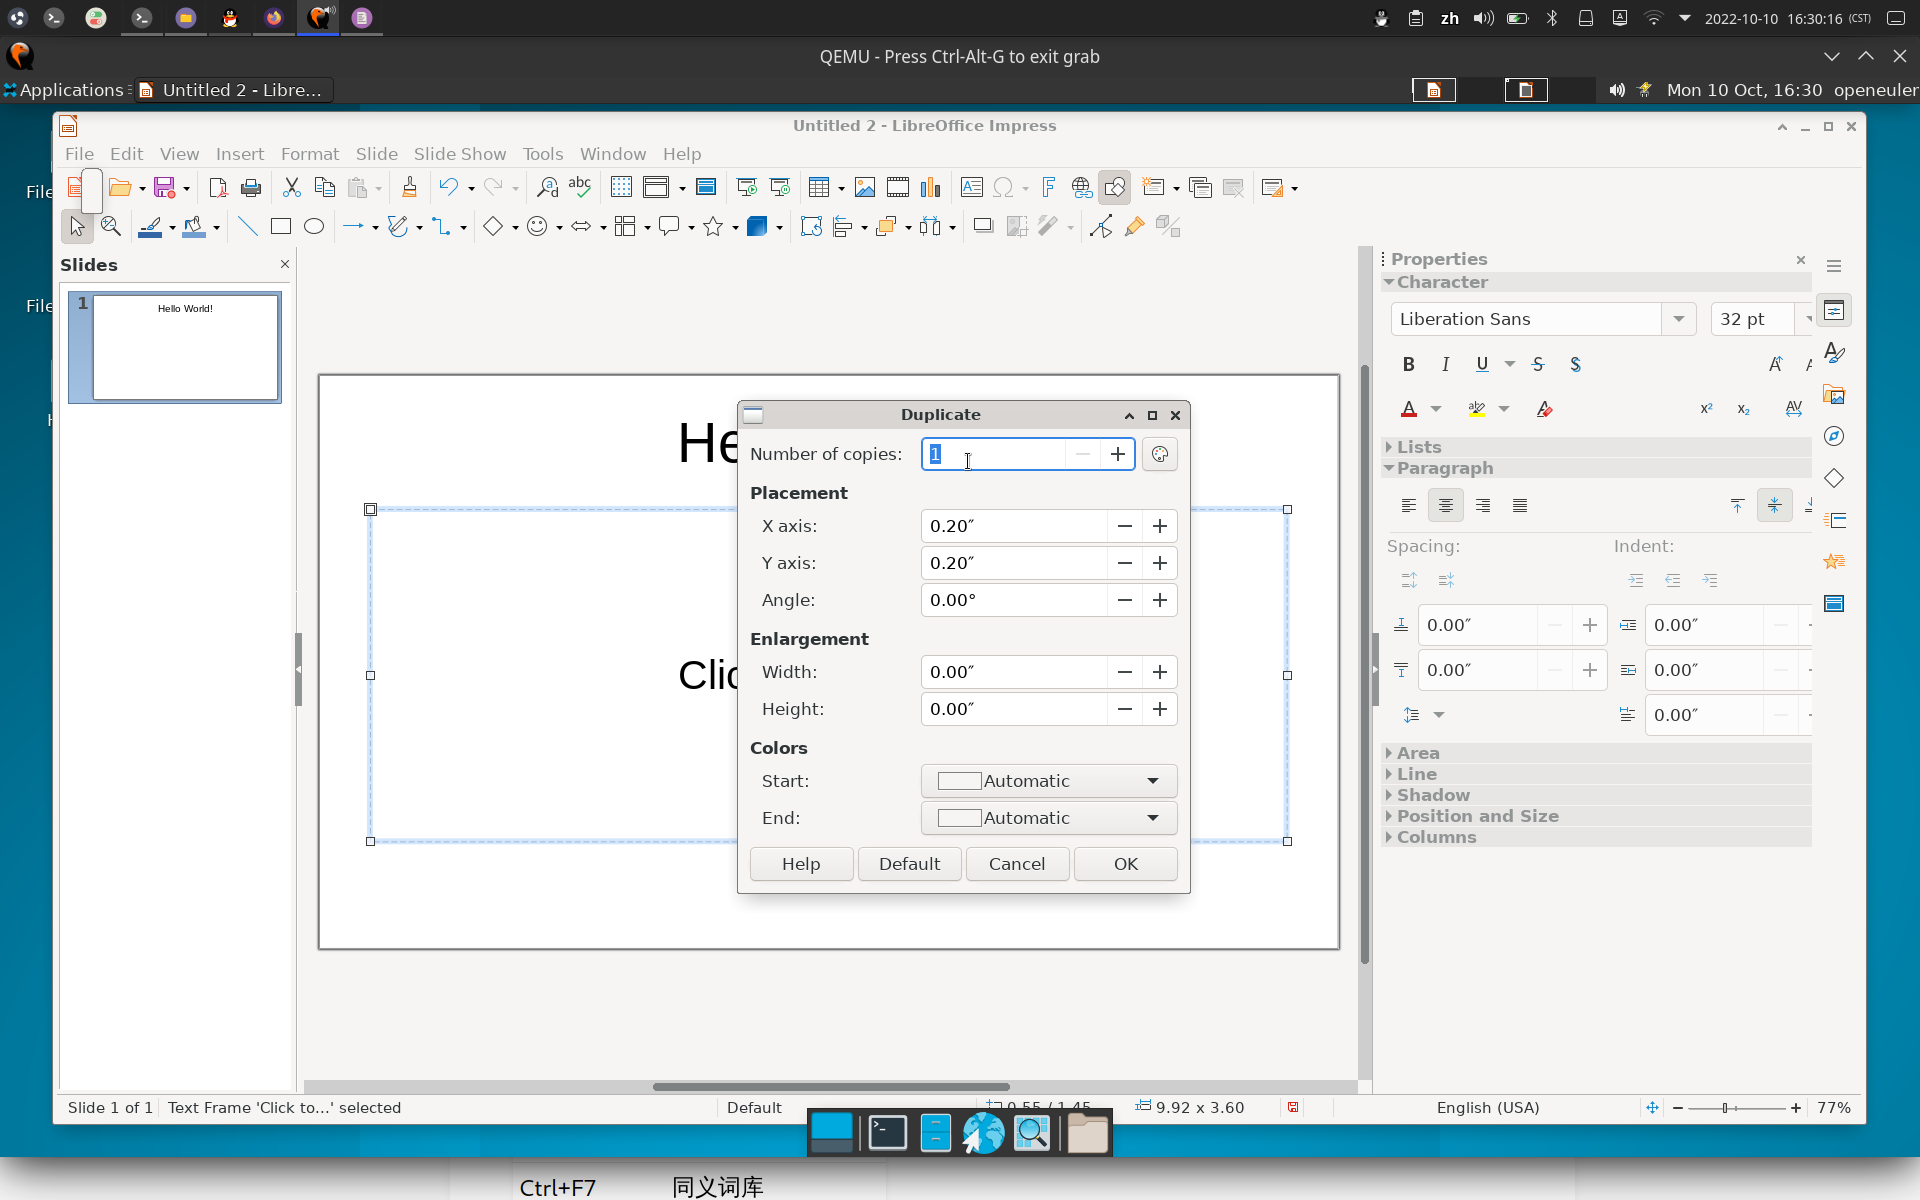 zh
2022-10-10 16:30:16 (CST)
QEMU - Press Ctrl-Alt-G to exit grab
Applications
Untitled 2 - Libre...
Mon 10 Oct, 16:30 openeuler
Untitled 2 - LibreOffice Impress
File Edit View Insert Format Slide Slide Show Tools Window Help
File
File
Slides
1
Hello World!
He
Clic
Duplicate
Number of copies: 1
Placement
X axis: 0.20″
Y axis: 0.20″
Angle: 0.00°
Enlargement
Width: 0.00″
Height: 0.00″
Colors
Start: Automatic
End: Automatic
Help Default Cancel OK
Properties
Character
Liberation Sans 32 pt
Lists
Paragraph
Spacing: Indent:
0.00″ 0.00″
0.00″ 0.00″
0.00″
Area
Line
Shadow
Position and Size
Columns
Slide 1 of 1 Text Frame 'Click to...' selected Default 0.55 / 1.45 9.92 x 3.60 English (USA) 77%
Ctrl+F7 同义词库